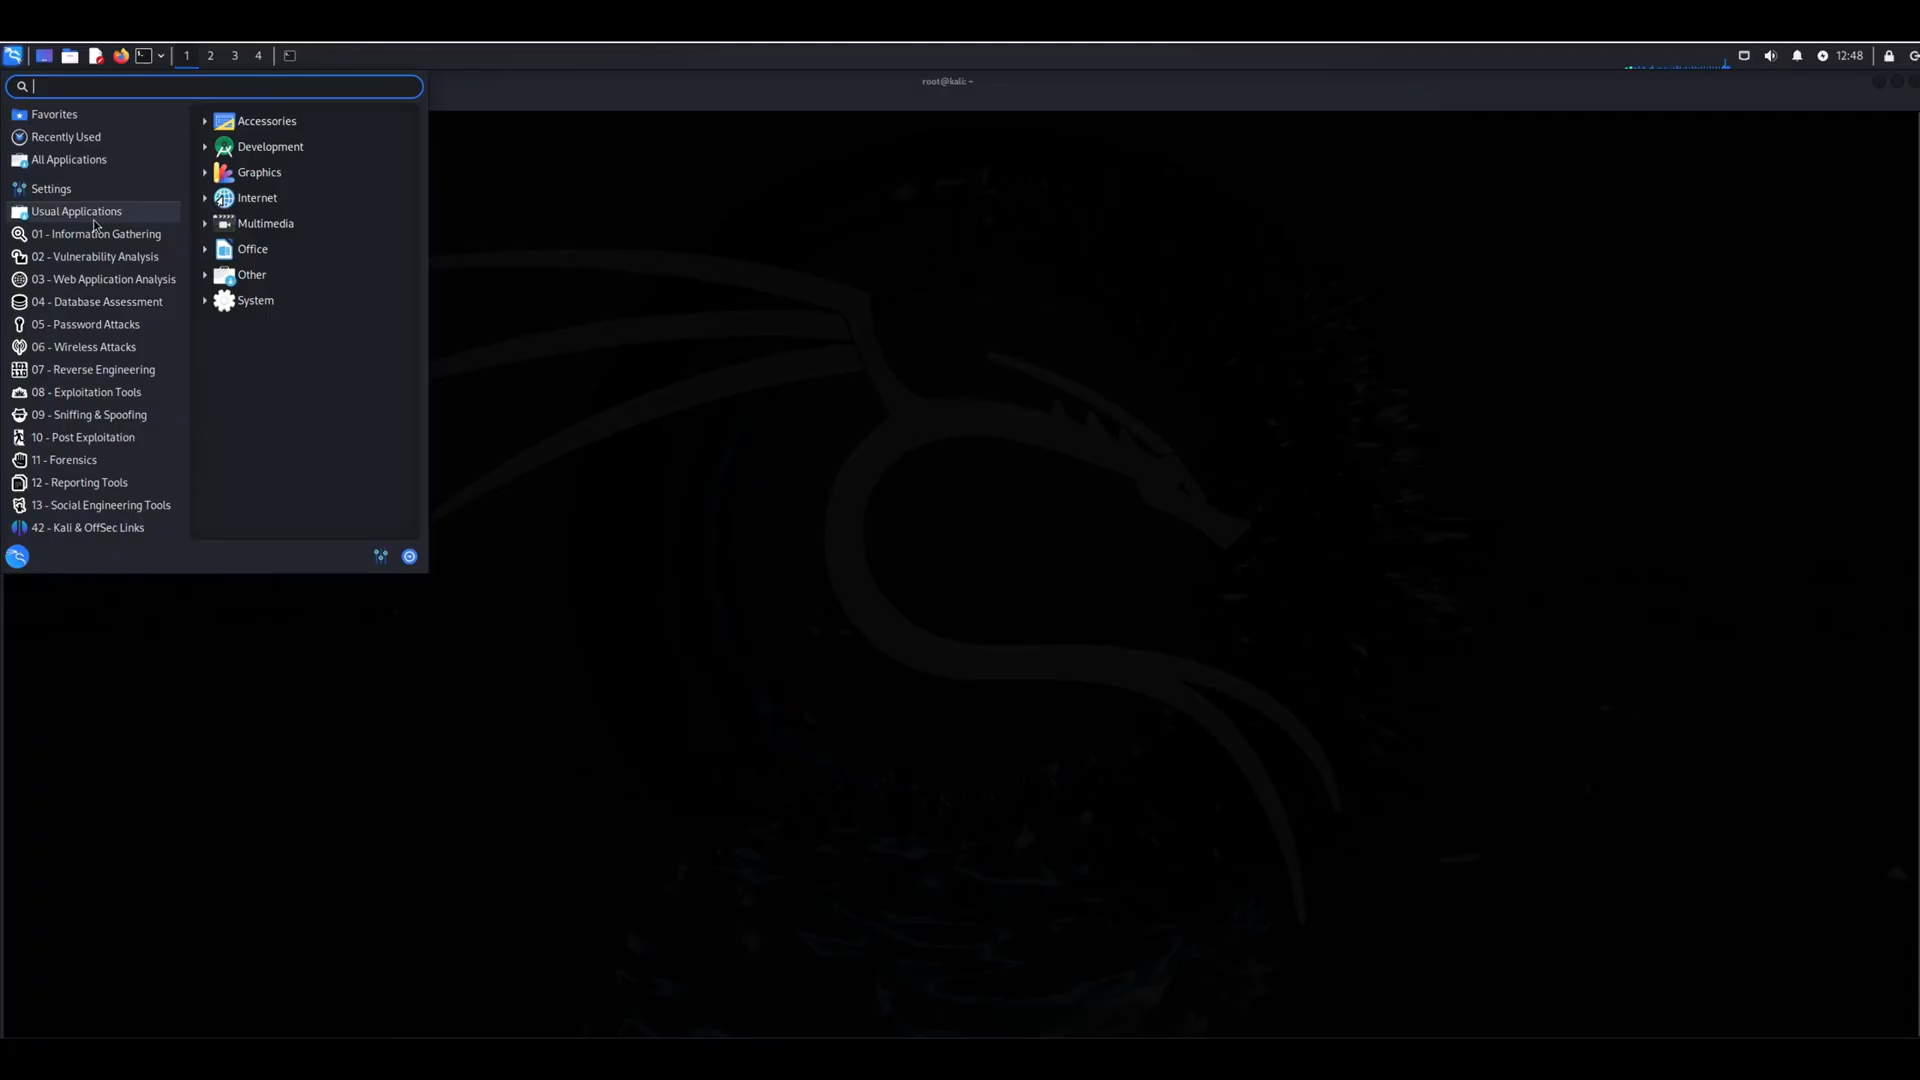 1 2 3 4
12:48
root@kali: ~
Favorites
Recently Used
All Applications
Settings
Usual Applications
01 - Information Gathering
02 - Vulnerability Analysis
03 - Web Application Analysis
04 - Database Assessment
05 - Password Attacks
06 - Wireless Attacks
07 - Reverse Engineering
08 - Exploitation Tools
09 - Sniffing & Spoofing
10 - Post Exploitation
11 - Forensics
12 - Reporting Tools
13 - Social Engineering Tools
42 - Kali & OffSec Links
Accessories
Development
Graphics
Internet
Multimedia
Office
Other
System